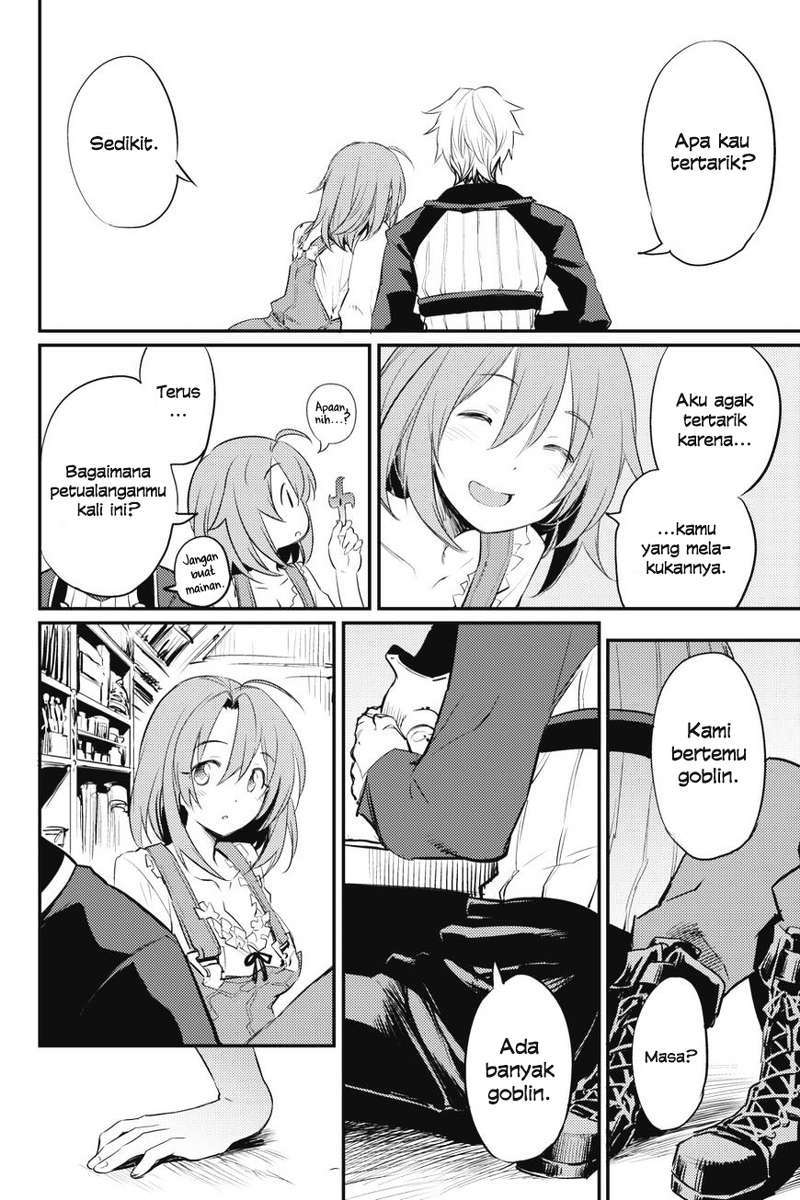 Apa kau
tertarik?
Sedikit.
Aku agak
tertarik
karena...
...kamu
yang mela-
kukannya.
Apaan
nih...?
Jangan
buat
mainan.
Terus
...
Bagaimana
petualanganmu
kali ini?
Kami
bertemu
goblin.
Masa?
Ada
banyak
goblin.